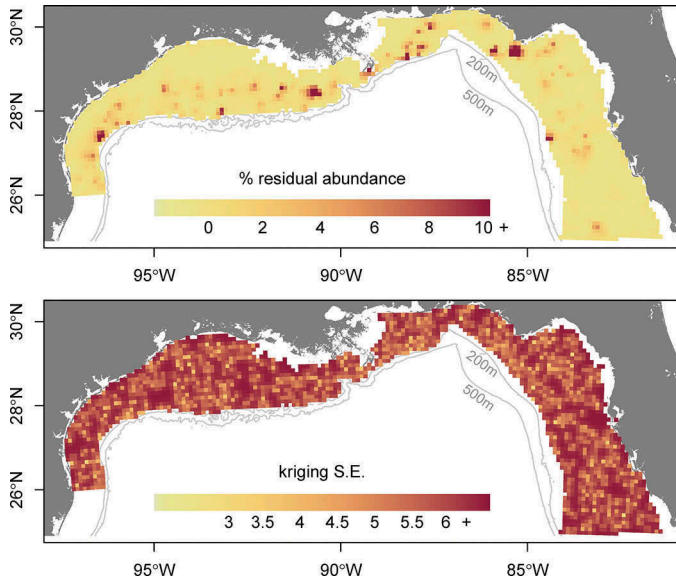 30°N
200m
28°N
500m
% residual abundance
26°N
0 2 4 6 8 10 +
95°W 90°W 85°W
30°N
200m
28°N
500m
kriging S.E.
26°N
3 3.5 4 4.5 5 5.5 6 +
95°W 90°W 85°W